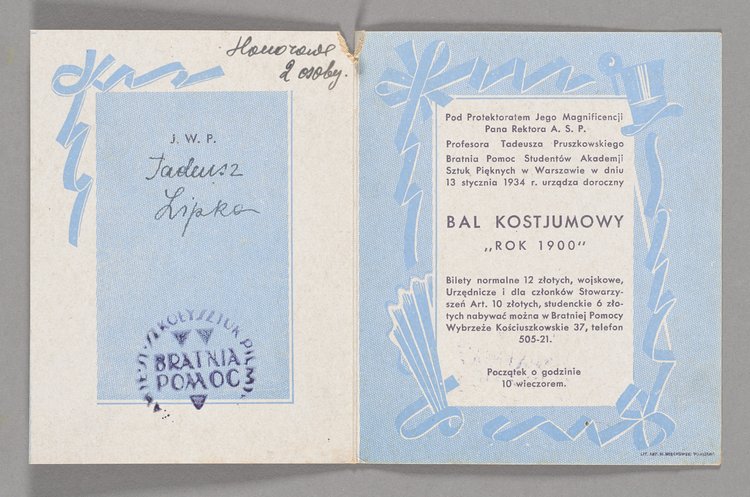 Honorowe
2 osoby.
J. W. P.
Tadeusz
Lipko
SZKOŁY SZTUK PIĘKN
BRATNIA
POMOC
Pod Protektoratem Jego Magnificencji
Pana Rektora A. S. P.
Profesora Tadeusza Pruszkowskiego
Bratnia Pomoc Studentów Akademji
Sztuk Pięknych w Warszawie w dniu
13 stycznia 1934 r. urządza doroczny
BAL KOSTJUMOWY
„ROK 1900"
Bilety normalne 12 złotych, wojskowe,
Urzędnicze i dla członków Stowarzy-
szeń Art. 10 złotych, studenckie 6 zło-
tych nabywać można w Bratniej Pomocy
Wybrzeże Kościuszkowskie 37, telefon
505-21.
Początek o godzinie
10 wieczorem.